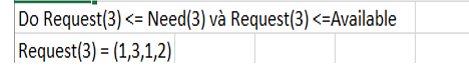 Do Request(3) <= Need(3) và Request(3) <=Available
Request(3) = (1,3,1,2)